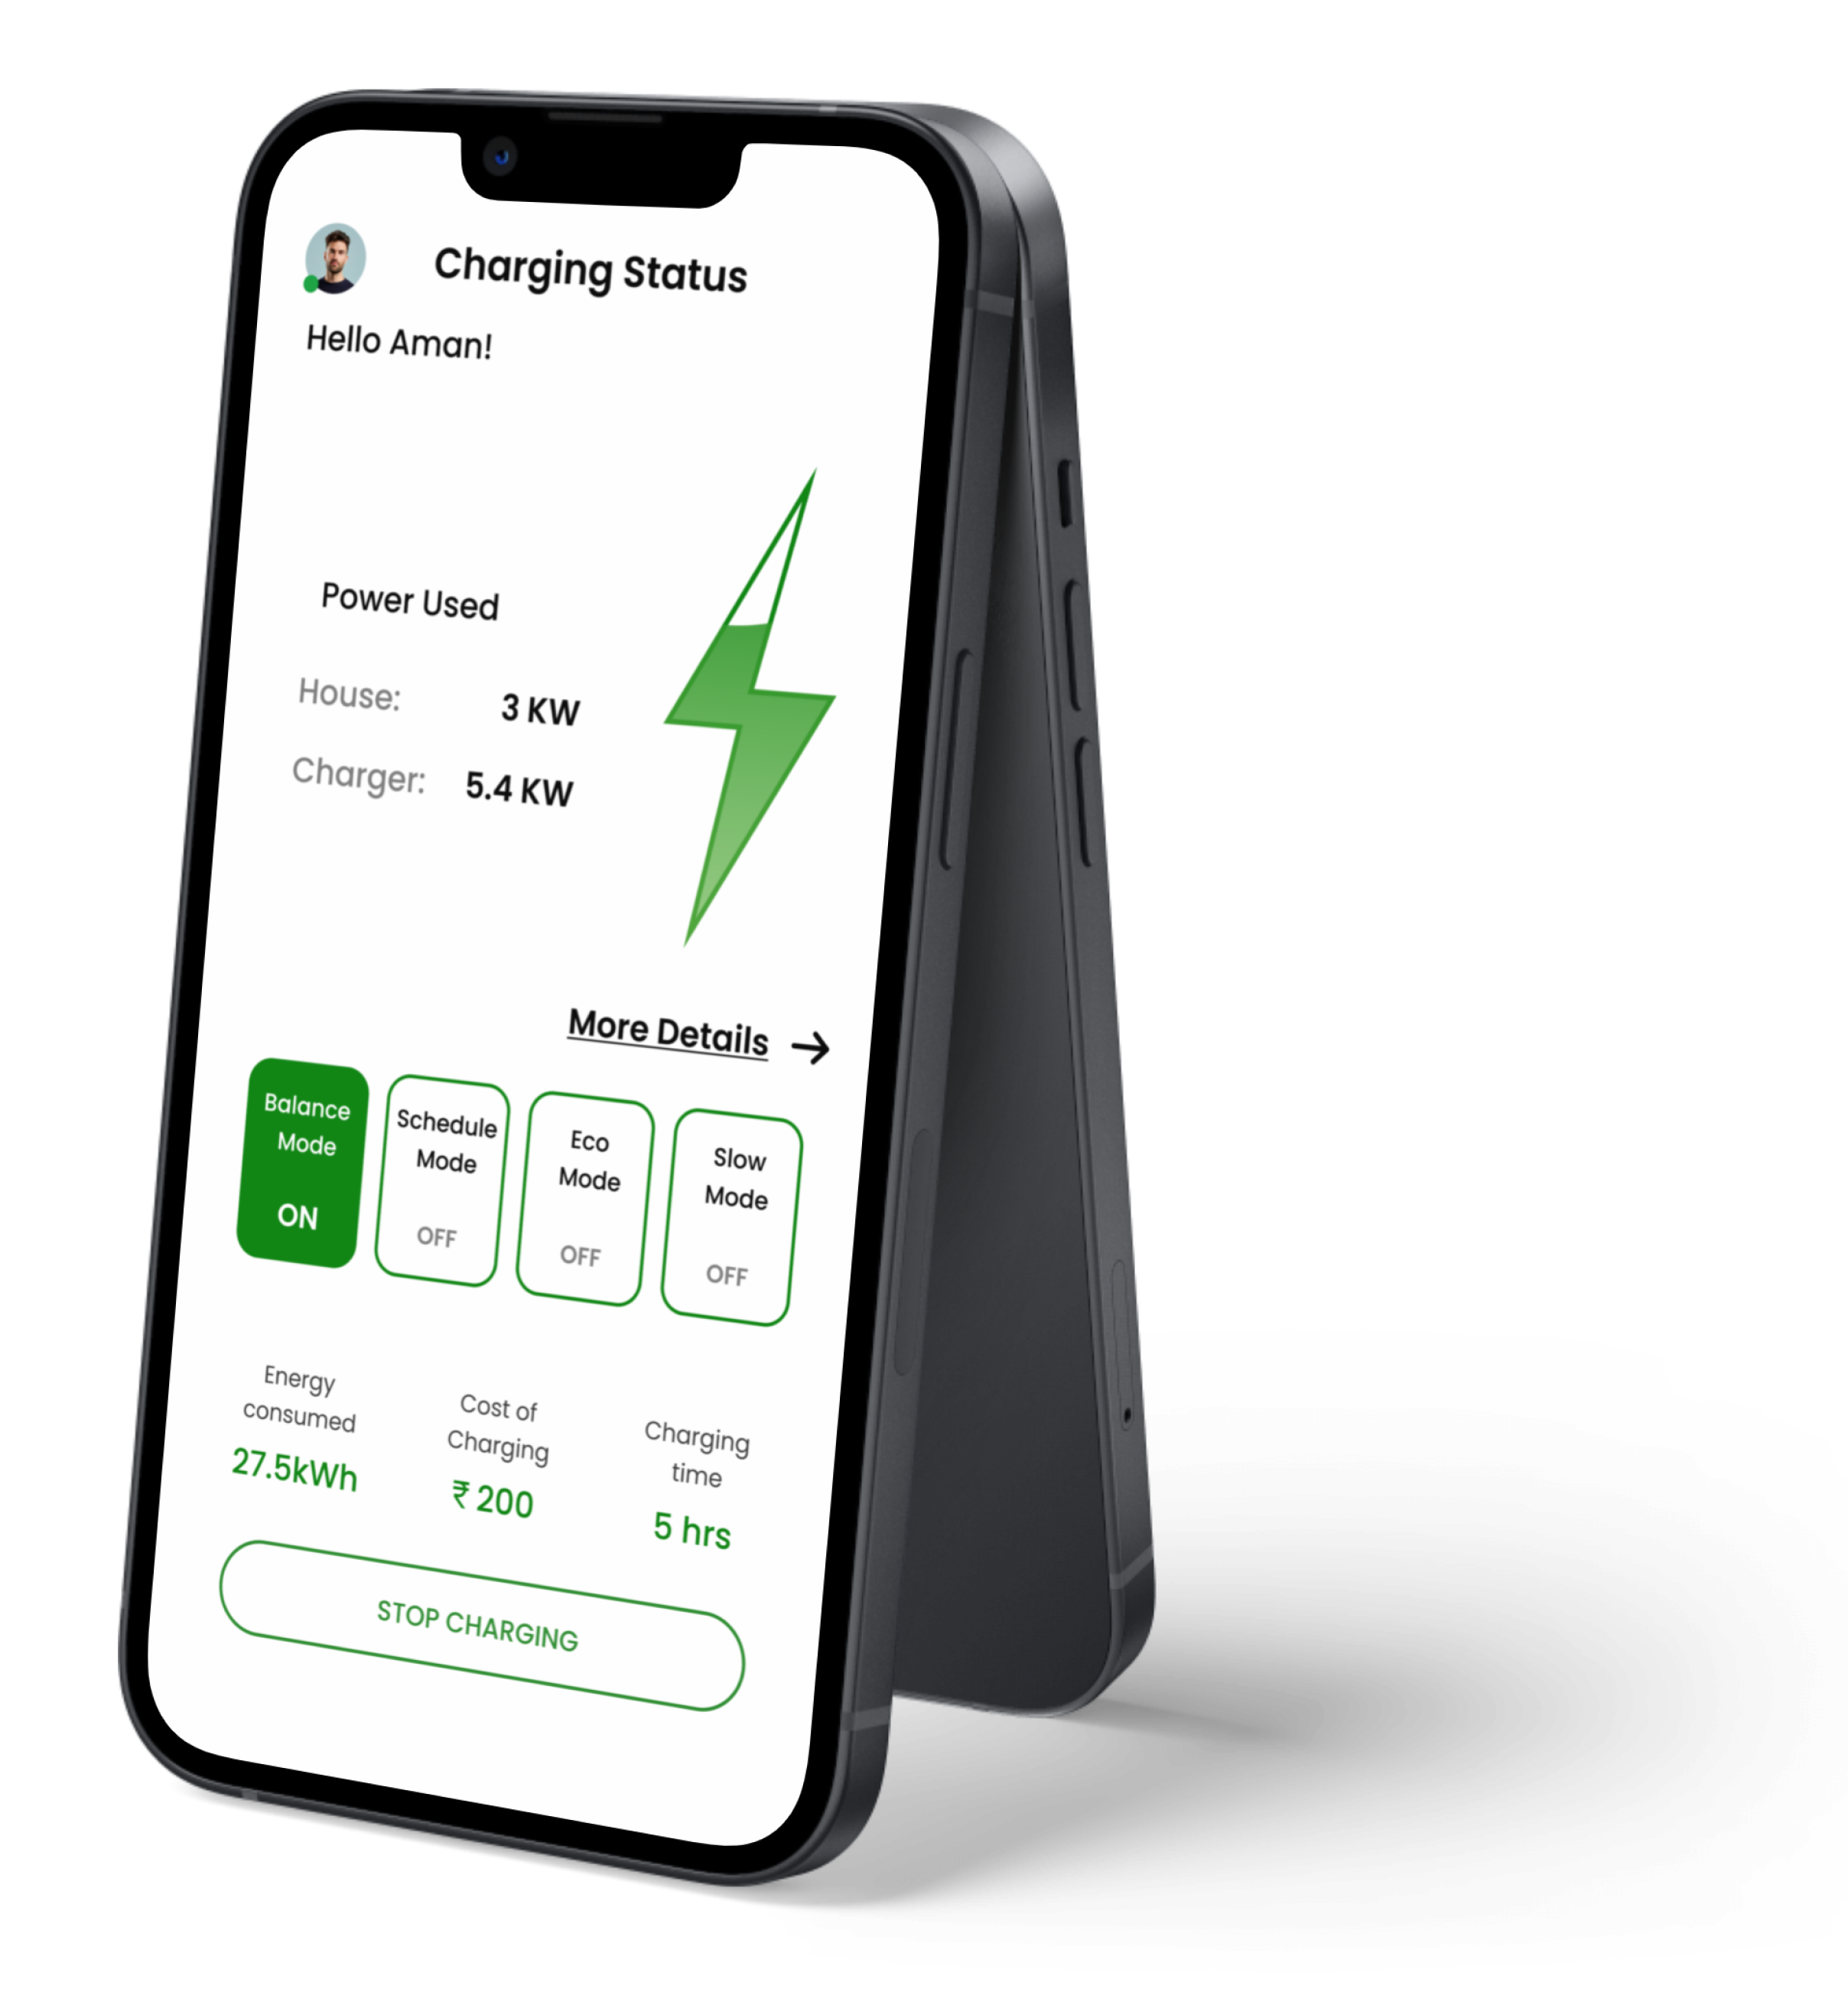 Charging Status
Hello Aman!
Power Used
House: 3 KW
Charger: 5.4 KW
More Details
Balance
Mode
ON
Schedule
Mode
OFF
Eco
Mode
OFF
Slow
Mode
OFF
Energy
consumed
27.5kWh
Cost of
Charging
₹ 200
Charging
time
5 hrs
STOP CHARGING